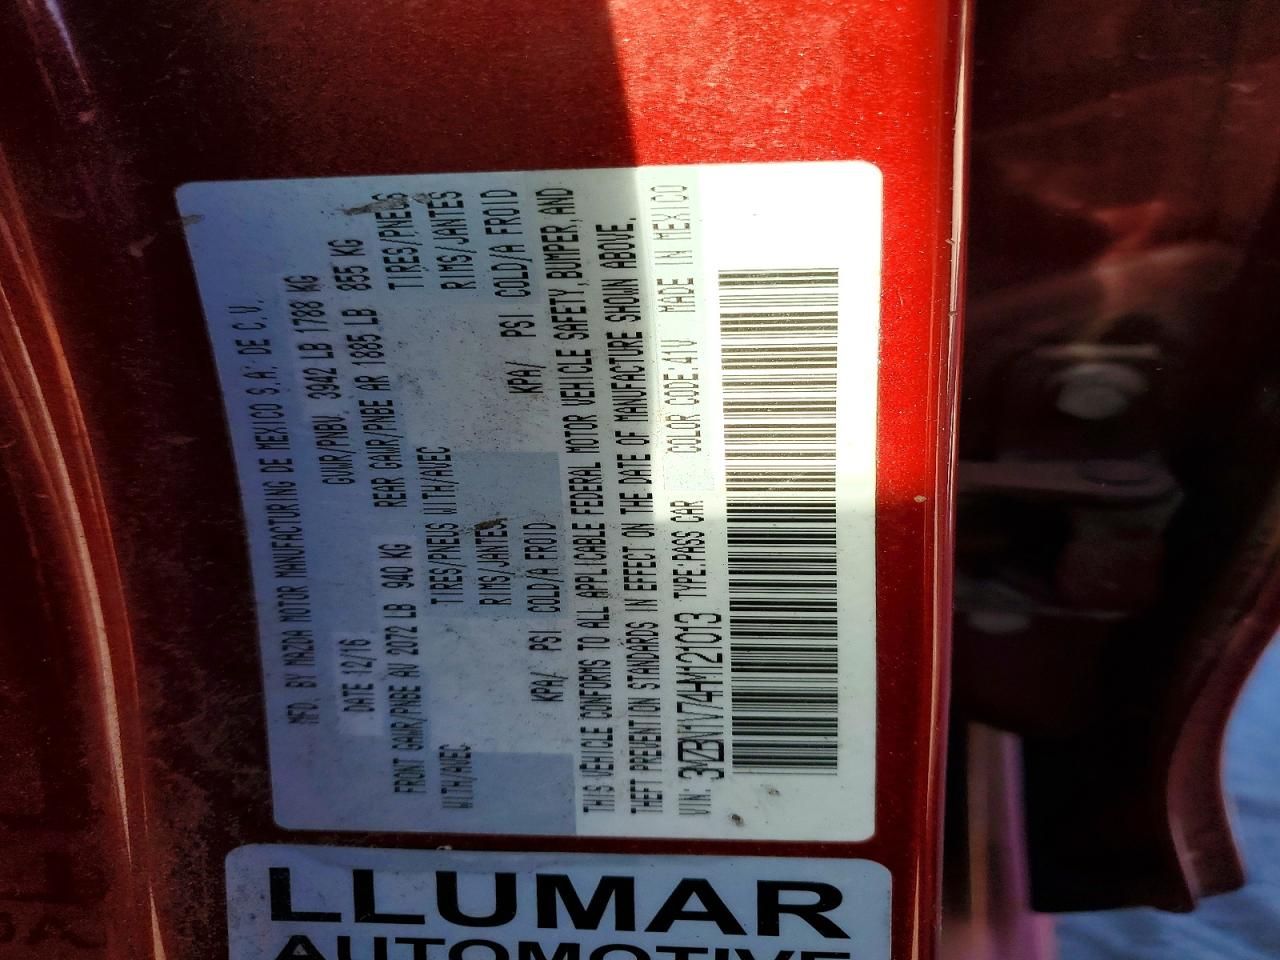 MFD. BY MAZDA MOTOR MANUFACTURING DE MEXICO S.A. DE C.V.
DATE 12/16 GVWR/PNBV. 3942 LB 1788 KG
FRONT GAWR/PNBE AV 2072 LB 940 KG REAR GAWR/PNBE AR 1885 LB 855 KG
WITH/AVEC TIRES/PNEUS WITH/AVEC TIRES/PNEUS
RIMS/JANTES RIMS/JANTES
KPA/ PSI COLD/A FROID KPA/ PSI COLD/A FROID
THIS VEHICLE CONFORMS TO ALL APPLICABLE FEDERAL MOTOR VEHICLE SAFETY, BUMPER, AND
THEFT PREVENTION STANDARDS IN EFFECT ON THE DATE OF MANUFACTURE SHOWN ABOVE.
VIN: 3MZBN1V74HM121013 TYPE:PASS CAR COLOR CODE:41V MADE IN MEXICO
LLUMAR
AUTOMOTIVE